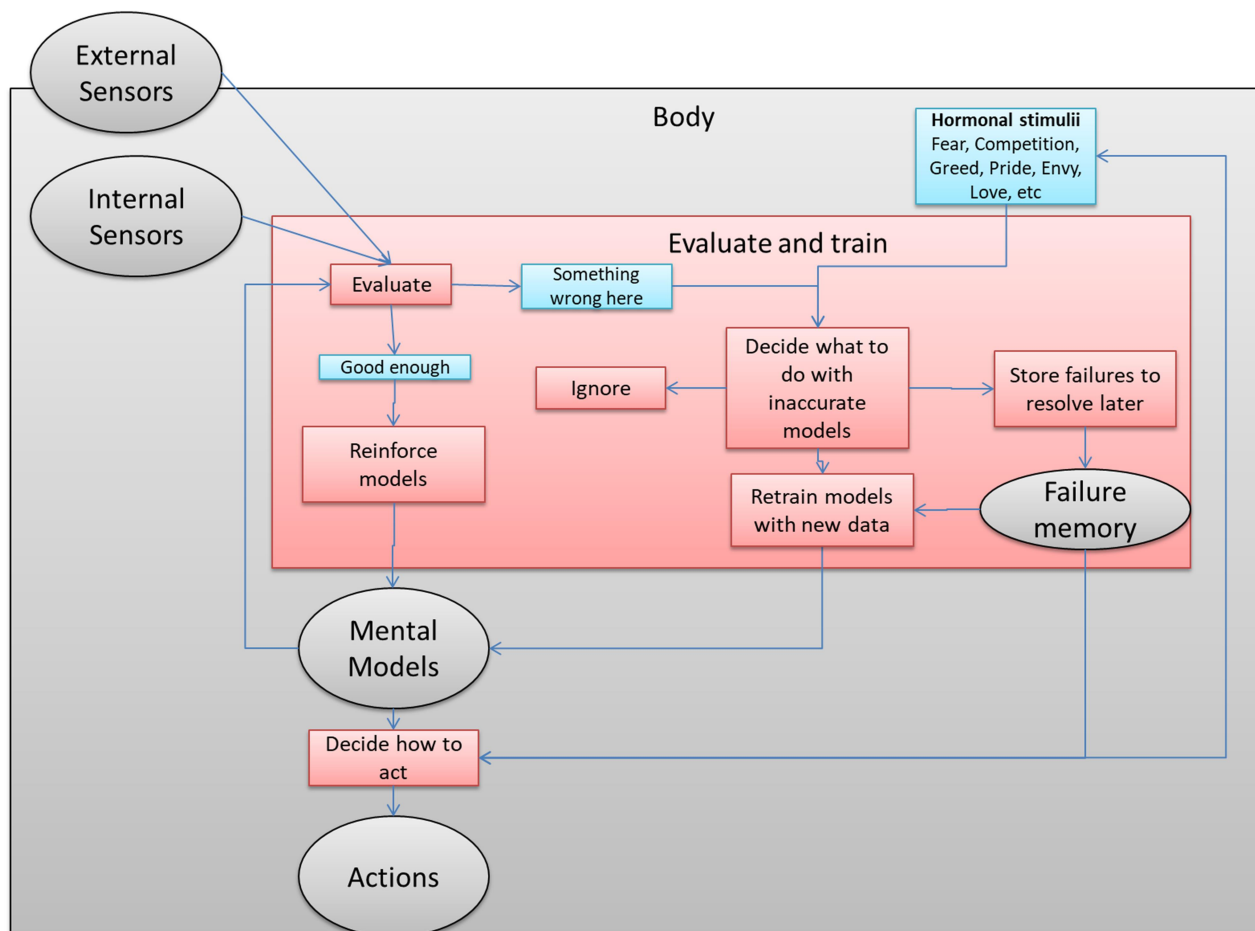 External
Sensors
Body
Hormonal stimulii
Fear, Competition,
Greed, Pride, Envy,
Love, etc
Internal
Sensors
Evaluate and train
Evaluate
Something
wrong here
Good enough
Decide what to
do with
inaccurate
models
Ignore
Store failures to
resolve later
Reinforce
models
Retrain models
with new data
Failure
memory
Mental
Models
Decide how to
act
Actions